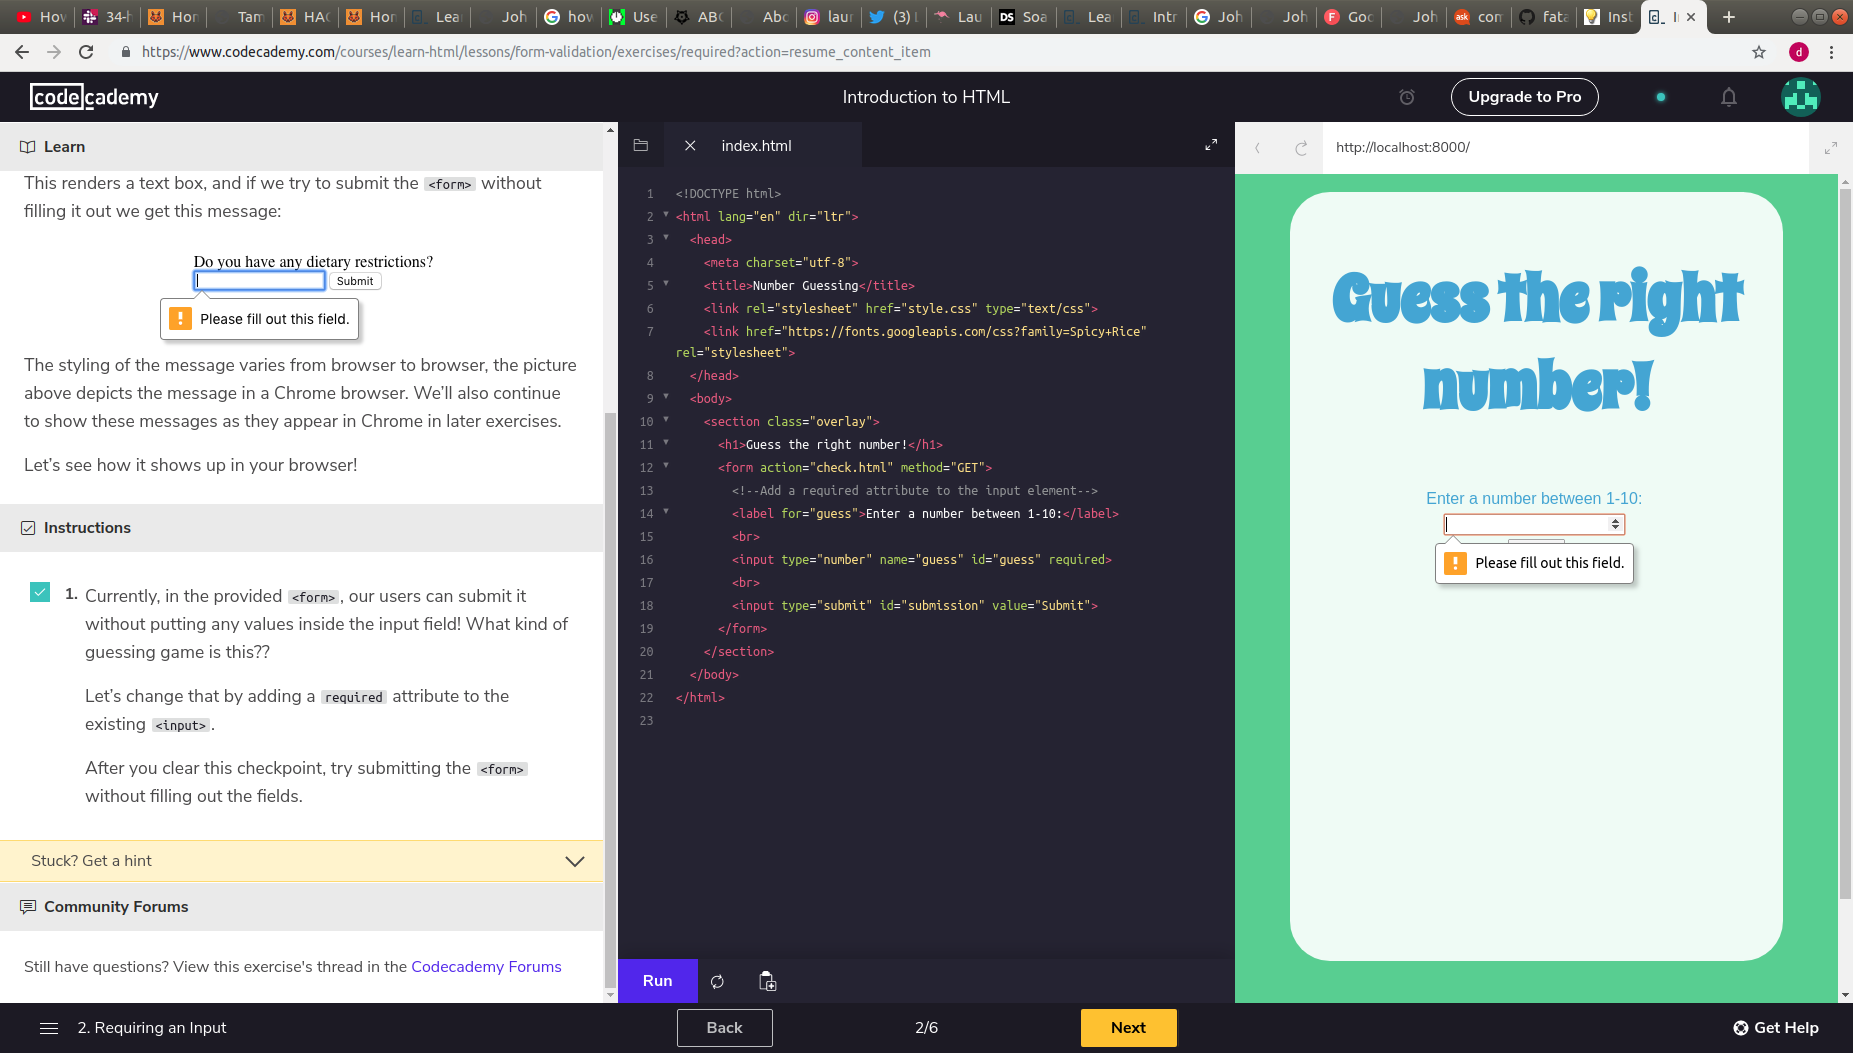 Hov
34-h
Hor
Tam
HAC
Hor
Lear
Joh
how
Use
ABC
Abc
laur
(3) L
Lau
Soa
Lea
Intr
Joh
Joh
Goc
Joh
com
fata
Inst
https://www.codecademy.com/courses/learn-html/lessons/form-validation/exercises/required?action=resume_content_item
d
codecademy
Introduction to HTML
Upgrade to Pro
Learn
This renders a text box, and if we try to submit the <form> without
filling it out we get this message:
Do you have any dietary restrictions?
Submit
Please fill out this field.
The styling of the message varies from browser to browser, the picture
above depicts the message in a Chrome browser. We'll also continue
to show these messages as they appear in Chrome in later exercises.
Let's see how it shows up in your browser!
Instructions
1. Currently, in the provided <form>, our users can submit it
without putting any values inside the input field! What kind of
guessing game is this??
Let's change that by adding a required attribute to the
existing <input>.
After you clear this checkpoint, try submitting the <form>
without filling out the fields.
Stuck? Get a hint
Community Forums
Still have questions? View this exercise's thread in the Codecademy Forums
index.html
1 <!DOCTYPE html>
2 <html lang="en" dir="ltr">
3 <head>
4 <meta charset="utf-8">
5 <title>Number Guessing</title>
6 <link rel="stylesheet" href="style.css" type="text/css">
7 <link href="https://fonts.googleapis.com/css?family=Spicy+Rice"
rel="stylesheet">
8 </head>
9 <body>
10 <section class="overlay">
11 <h1>Guess the right number!</h1>
12 <form action="check.html" method="GET">
13 <!--Add a required attribute to the input element-->
14 <label for="guess">Enter a number between 1-10:</label>
15 <br>
16 <input type="number" name="guess" id="guess" required>
17 <br>
18 <input type="submit" id="submission" value="Submit">
19 </form>
20 </section>
21 </body>
22 </html>
23
Run
http://localhost:8000/
Guess the right
number!
Enter a number between 1-10:
Please fill out this field.
2. Requiring an Input
Back
2/6
Next
Get Help